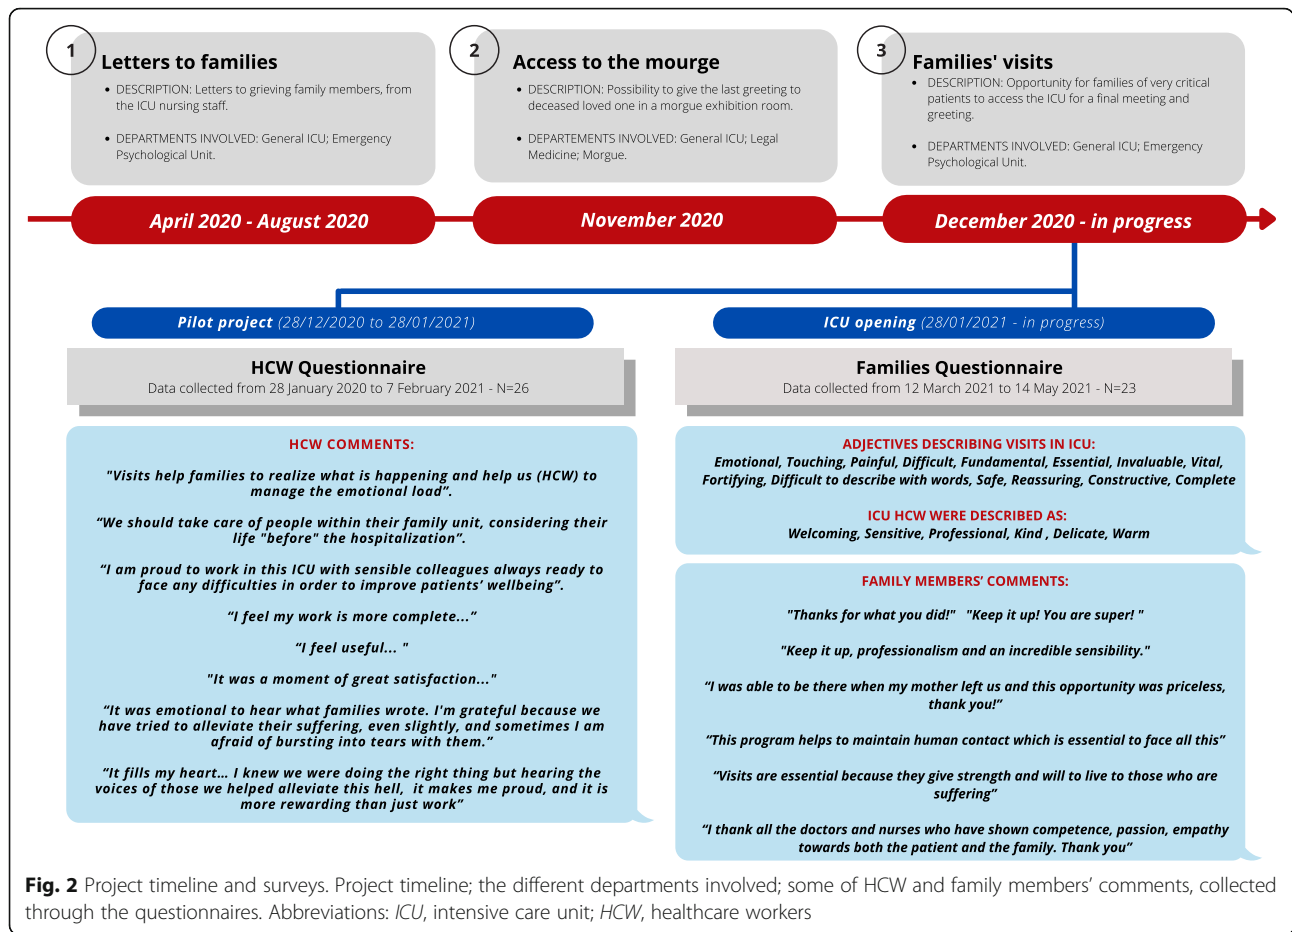 1
Letters to families
• DESCRIPTION: Letters to grieving family members, from
the ICU nursing staff.
• DEPARTMENTS INVOLVED: General ICU; Emergency
Psychological Unit.
2
Access to the mourge
• DESCRIPTION: Possibility to give the last greeting to
deceased loved one in a morgue exhibition room.
• DEPARTEMENTS INVOLVED: General ICU; Legal
Medicine; Morgue.
3
Families' visits
• DESCRIPTION: Opportunity for families of very critical
patients to access the ICU for a final meeting and
greeting.
• DEPARTMENTS INVOLVED: General ICU; Emergency
Psychological Unit.
April 2020 - August 2020
November 2020
December 2020 - in progress
Pilot project (28/12/2020 to 28/01/2021)
HCW Questionnaire
Data collected from 28 January 2020 to 7 February 2021 - N=26
HCW COMMENTS:
"Visits help families to realize what is happening and help us (HCW) to
manage the emotional load”.
“We should take care of people within their family unit, considering their
life "before" the hospitalization”.
“I am proud to work in this ICU with sensible colleagues always ready to
face any difficulties in order to improve patients’ wellbeing”.
“I feel my work is more complete...”
“I feel useful... "
"It was a moment of great satisfaction..."
“It was emotional to hear what families wrote. I'm grateful because we
have tried to alleviate their suffering, even slightly, and sometimes I am
afraid of bursting into tears with them.”
“It fills my heart... I knew we were doing the right thing but hearing the
voices of those we helped alleviate this hell, it makes me proud, and it is
more rewarding than just work”
ICU opening (28/01/2021 - in progress)
Families Questionnaire
Data collected from 12 March 2021 to 14 May 2021 - N=23
ADJECTIVES DESCRIBING VISITS IN ICU:
Emotional, Touching, Painful, Difficult, Fundamental, Essential, Invaluable, Vital,
Fortifying, Difficult to describe with words, Safe, Reassuring, Constructive, Complete
ICU HCW WERE DESCRIBED AS:
Welcoming, Sensitive, Professional, Kind , Delicate, Warm
FAMILY MEMBERS’ COMMENTS:
"Thanks for what you did!" "Keep it up! You are super! "
"Keep it up, professionalism and an incredible sensibility."
“I was able to be there when my mother left us and this opportunity was priceless,
thank you!”
“This program helps to maintain human contact which is essential to face all this”
“Visits are essential because they give strength and will to live to those who are
suffering”
“I thank all the doctors and nurses who have shown competence, passion, empathy
towards both the patient and the family. Thank you”
Fig. 2 Project timeline and surveys. Project timeline; the different departments involved; some of HCW and family members’ comments, collected
through the questionnaires. Abbreviations: ICU, intensive care unit; HCW, healthcare workers